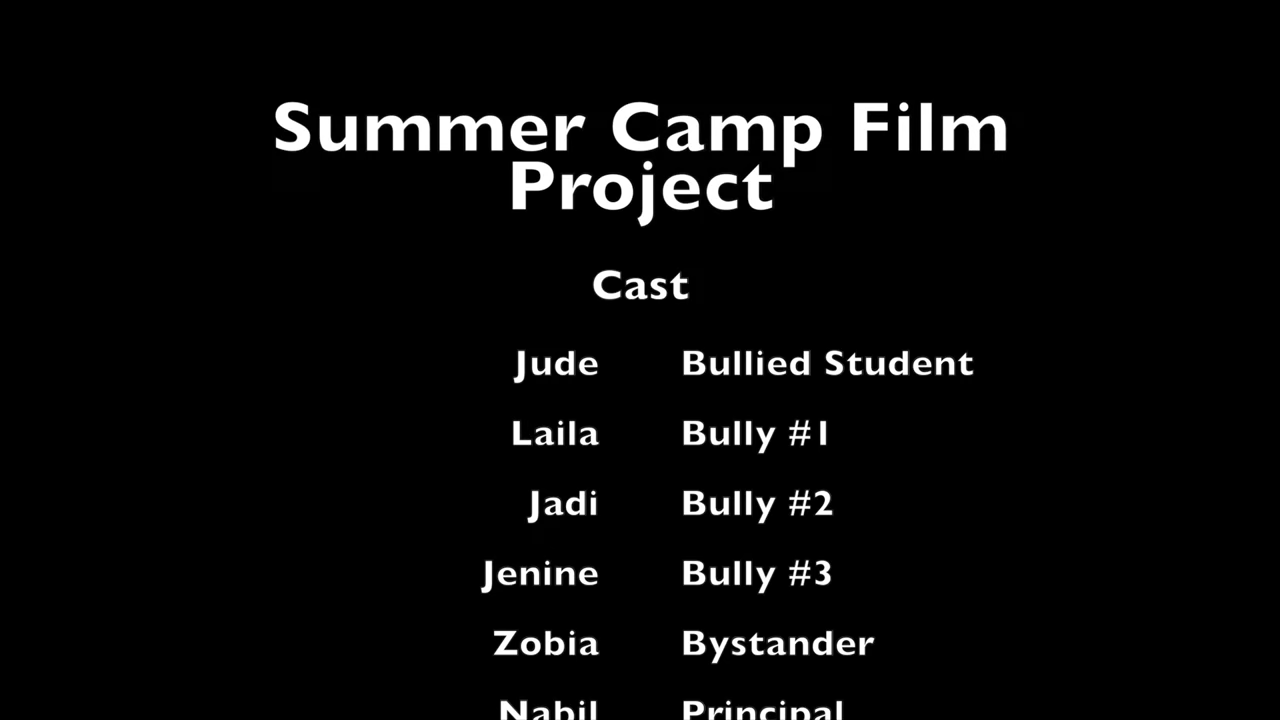 Summer Camp Film
Project
Cast
Jude Bullied Student
Laila Bully #1
Jadi Bully #2
Jenine Bully #3
Zobia Bystander
Nabil Principal